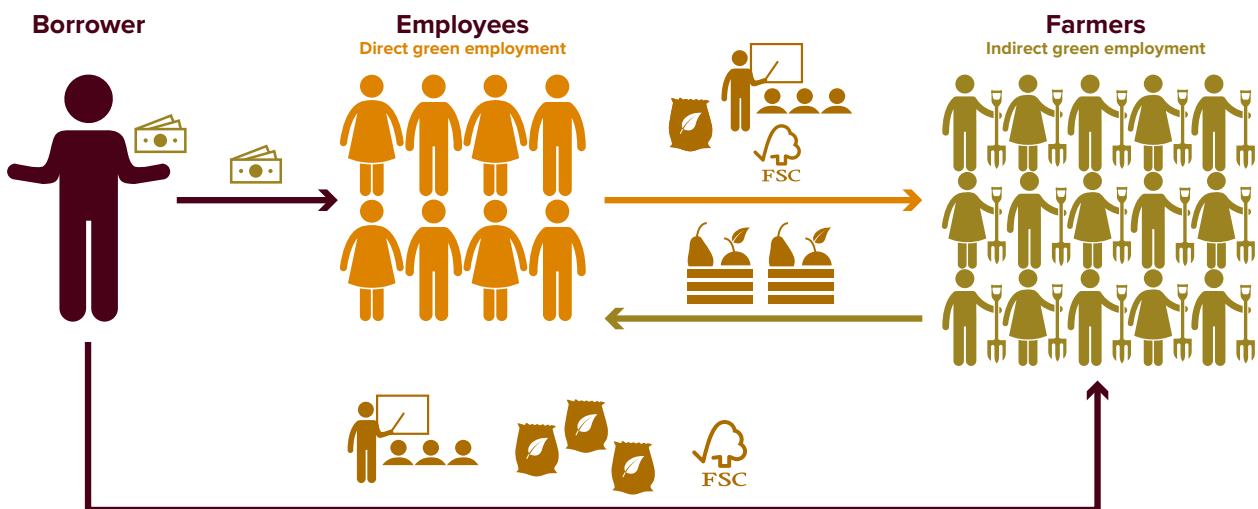 Borrower
Employees
Direct green employment
Farmers
Indirect green employment
FSC
FSC